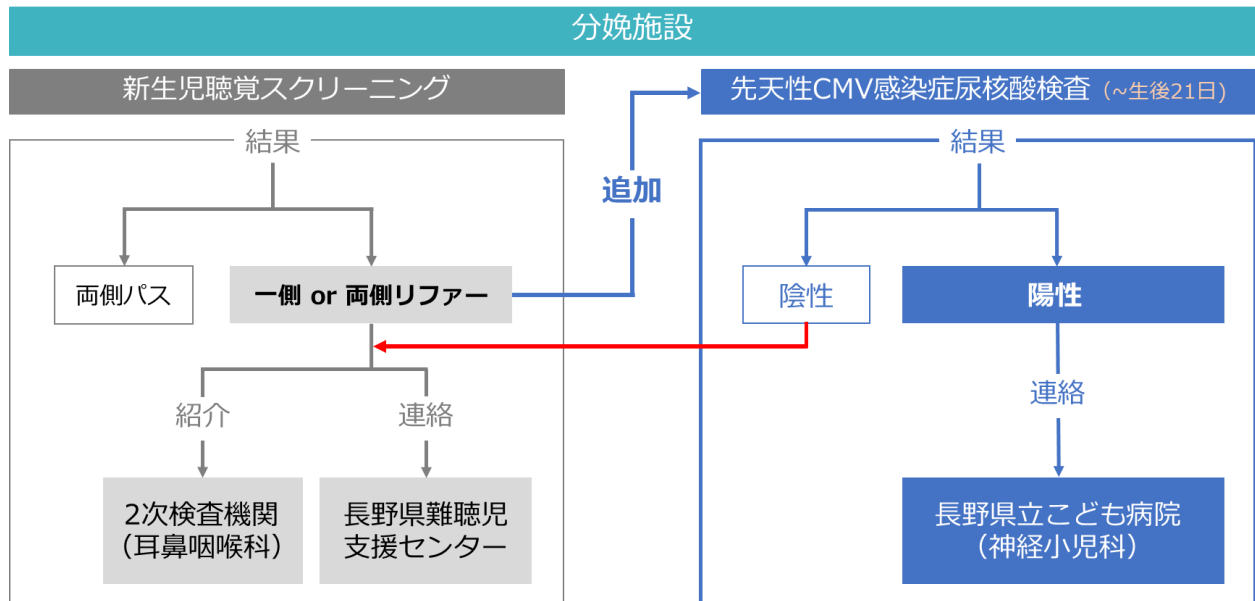 分娩施設
新生児聴覚スクリーニング
結果
両側パス
一側 or 両側リファー
紹介
連絡
2次検査機関
（耳鼻咽喉科）
長野県難聴児
支援センター
追加
先天性CMV感染症尿核酸検査（~生後21日)
結果
陰性
陽性
連絡
長野県立こども病院
（神経小児科）